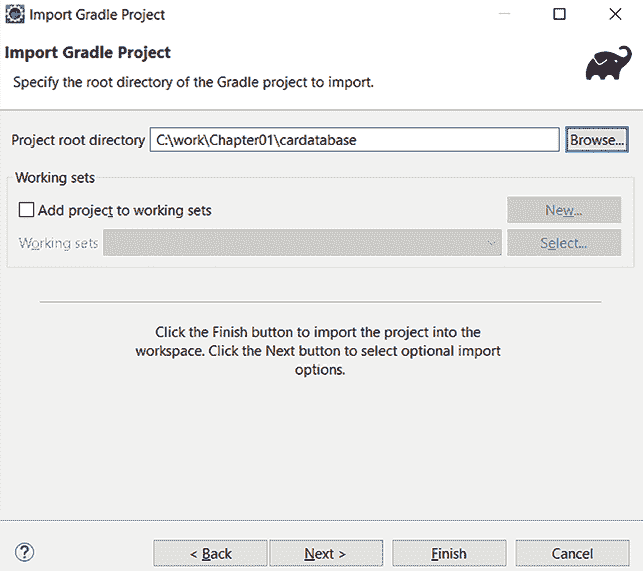 Import Gradle Project
Import Gradle Project
Specify the root directory of the Gradle project to import.
Project root directory C:\work\Chapter01\cardatabase Browse...
Working sets
Add project to working sets New...
Working sets Select...
Click the Finish button to import the project into the
workspace. Click the Next button to select optional import
options.
? < Back Next > Finish Cancel